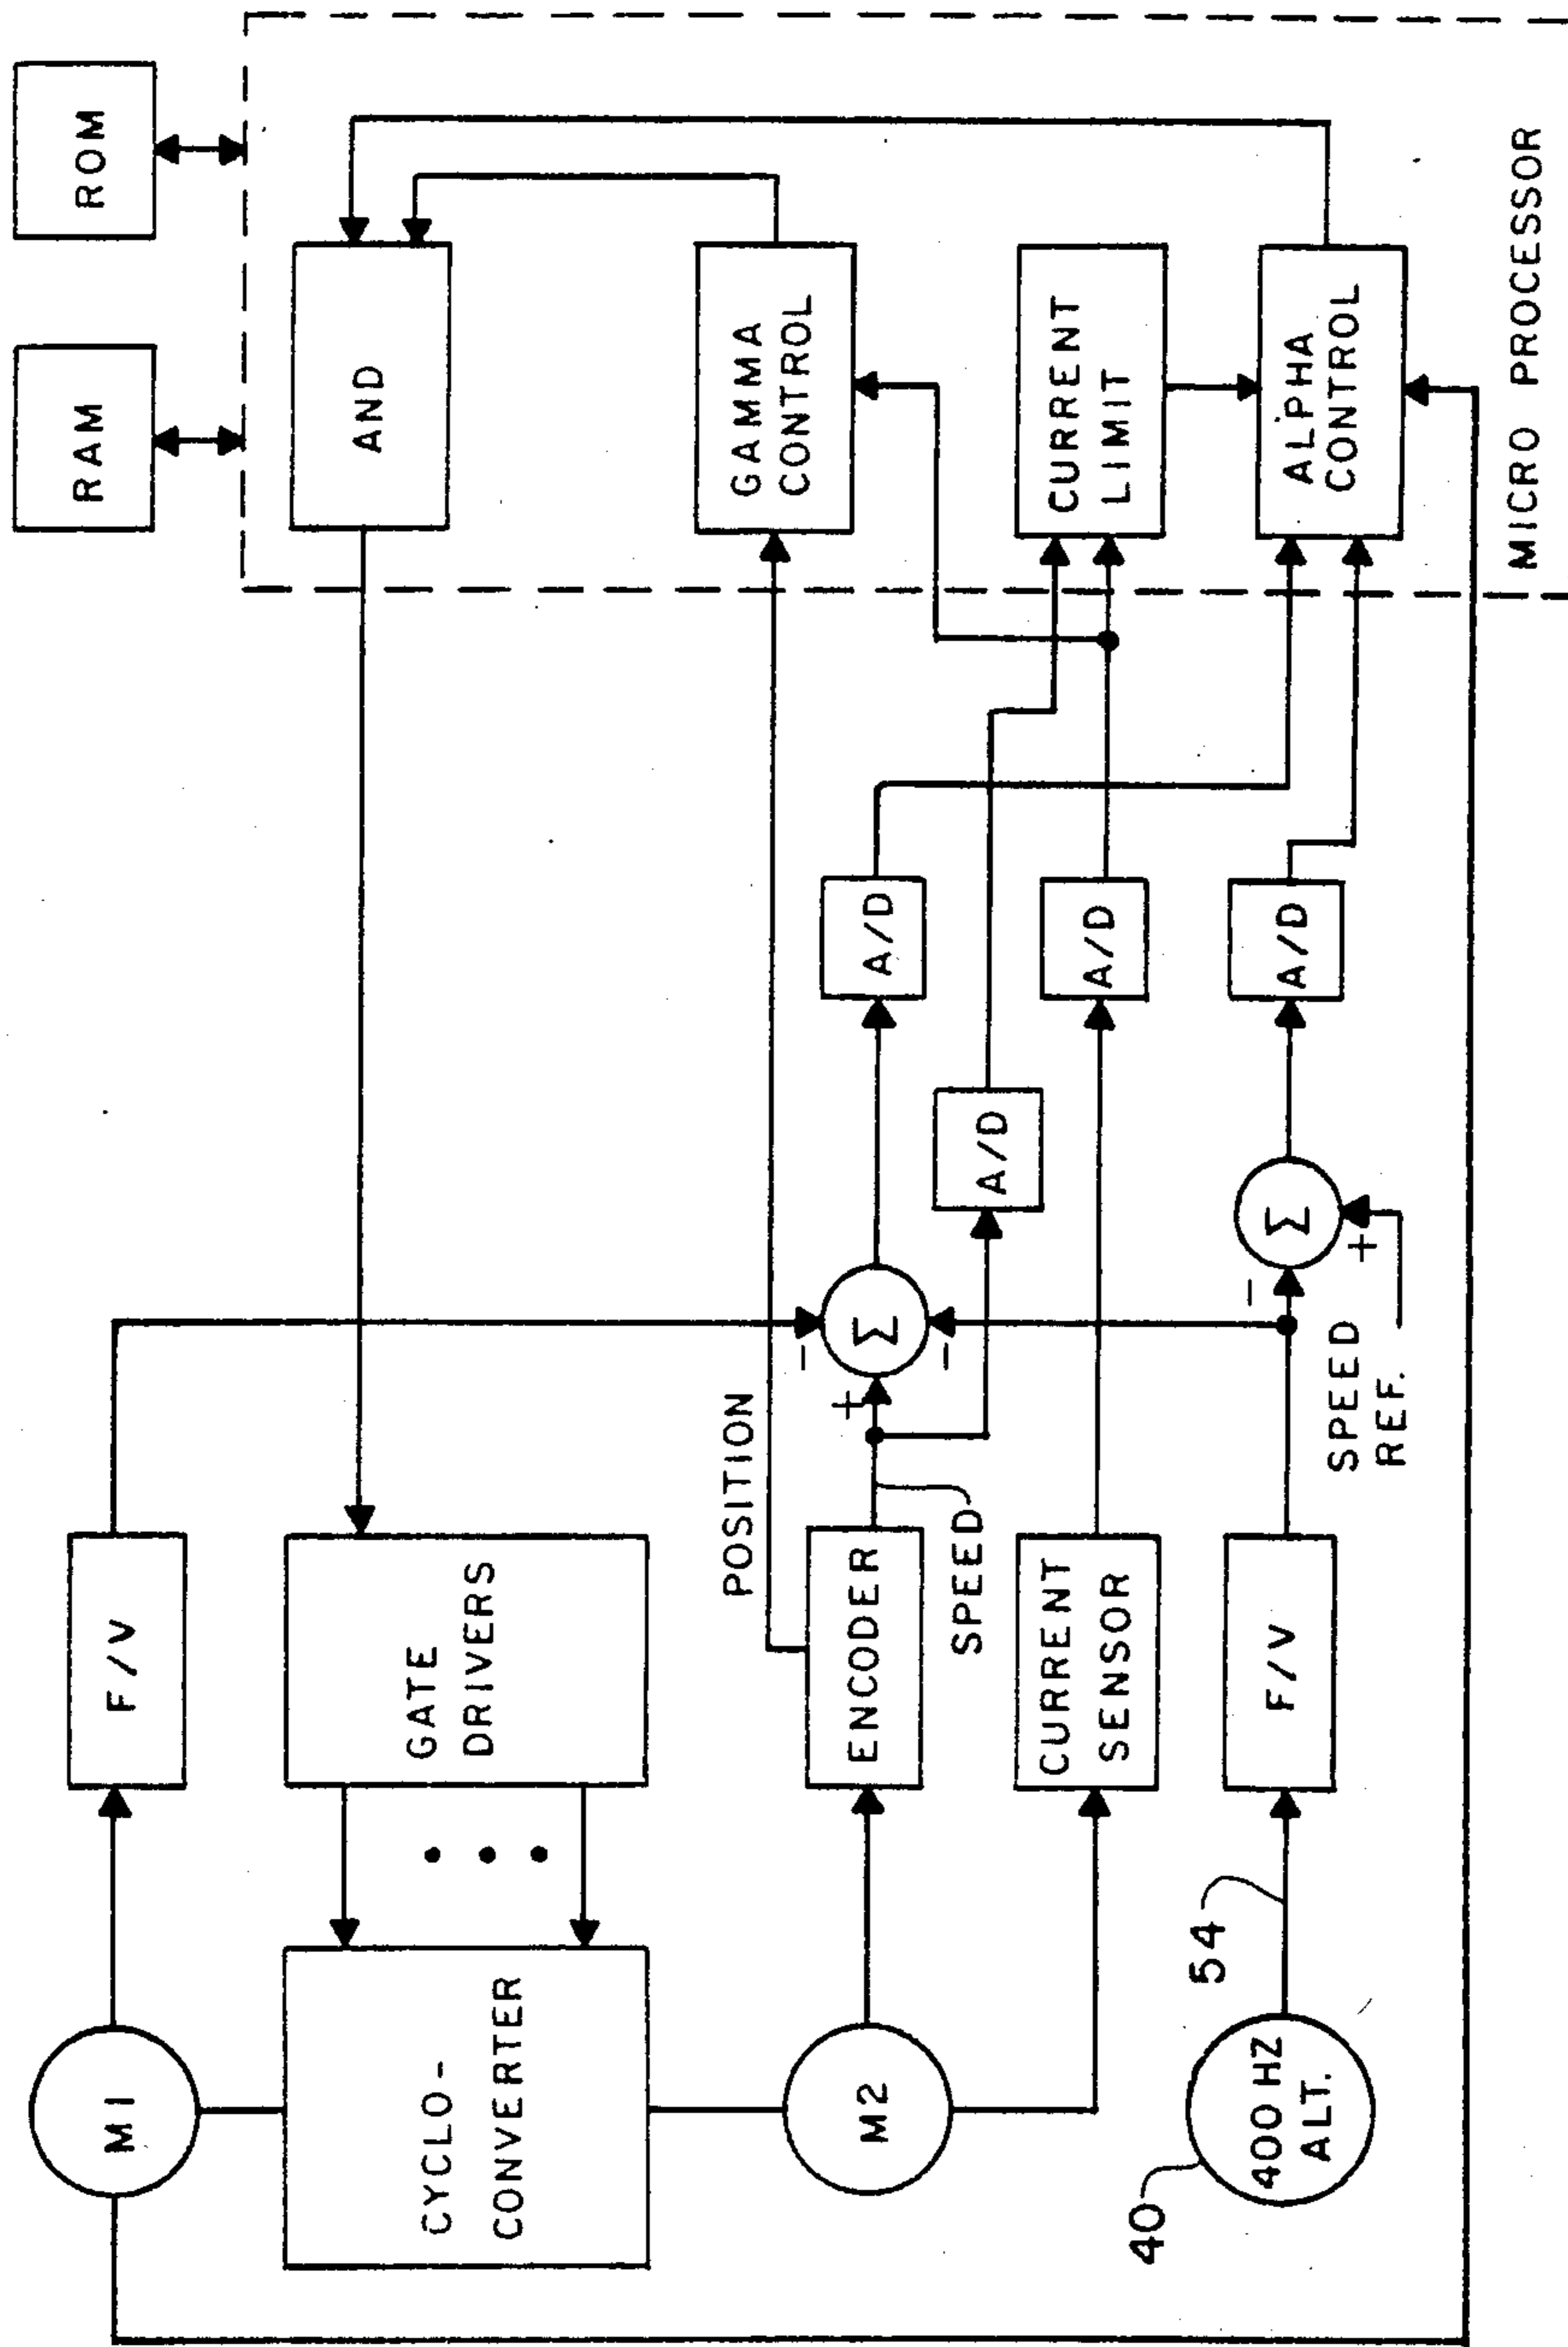 M1
F/V
CYCLO-
CONVERTER
GATE
DRIVERS
AND
RAM
ROM
POSITION
M2
ENCODER
SPEED
+
-
-
Σ
A/D
A/D
GAMMA
CONTROL
CURRENT
SENSOR
A/D
CURRENT
LIMIT
40
400 HZ
ALT.
54
F/V
-
+
Σ
SPEED
REF.
A/D
ALPHA
CONTROL
MICRO PROCESSOR